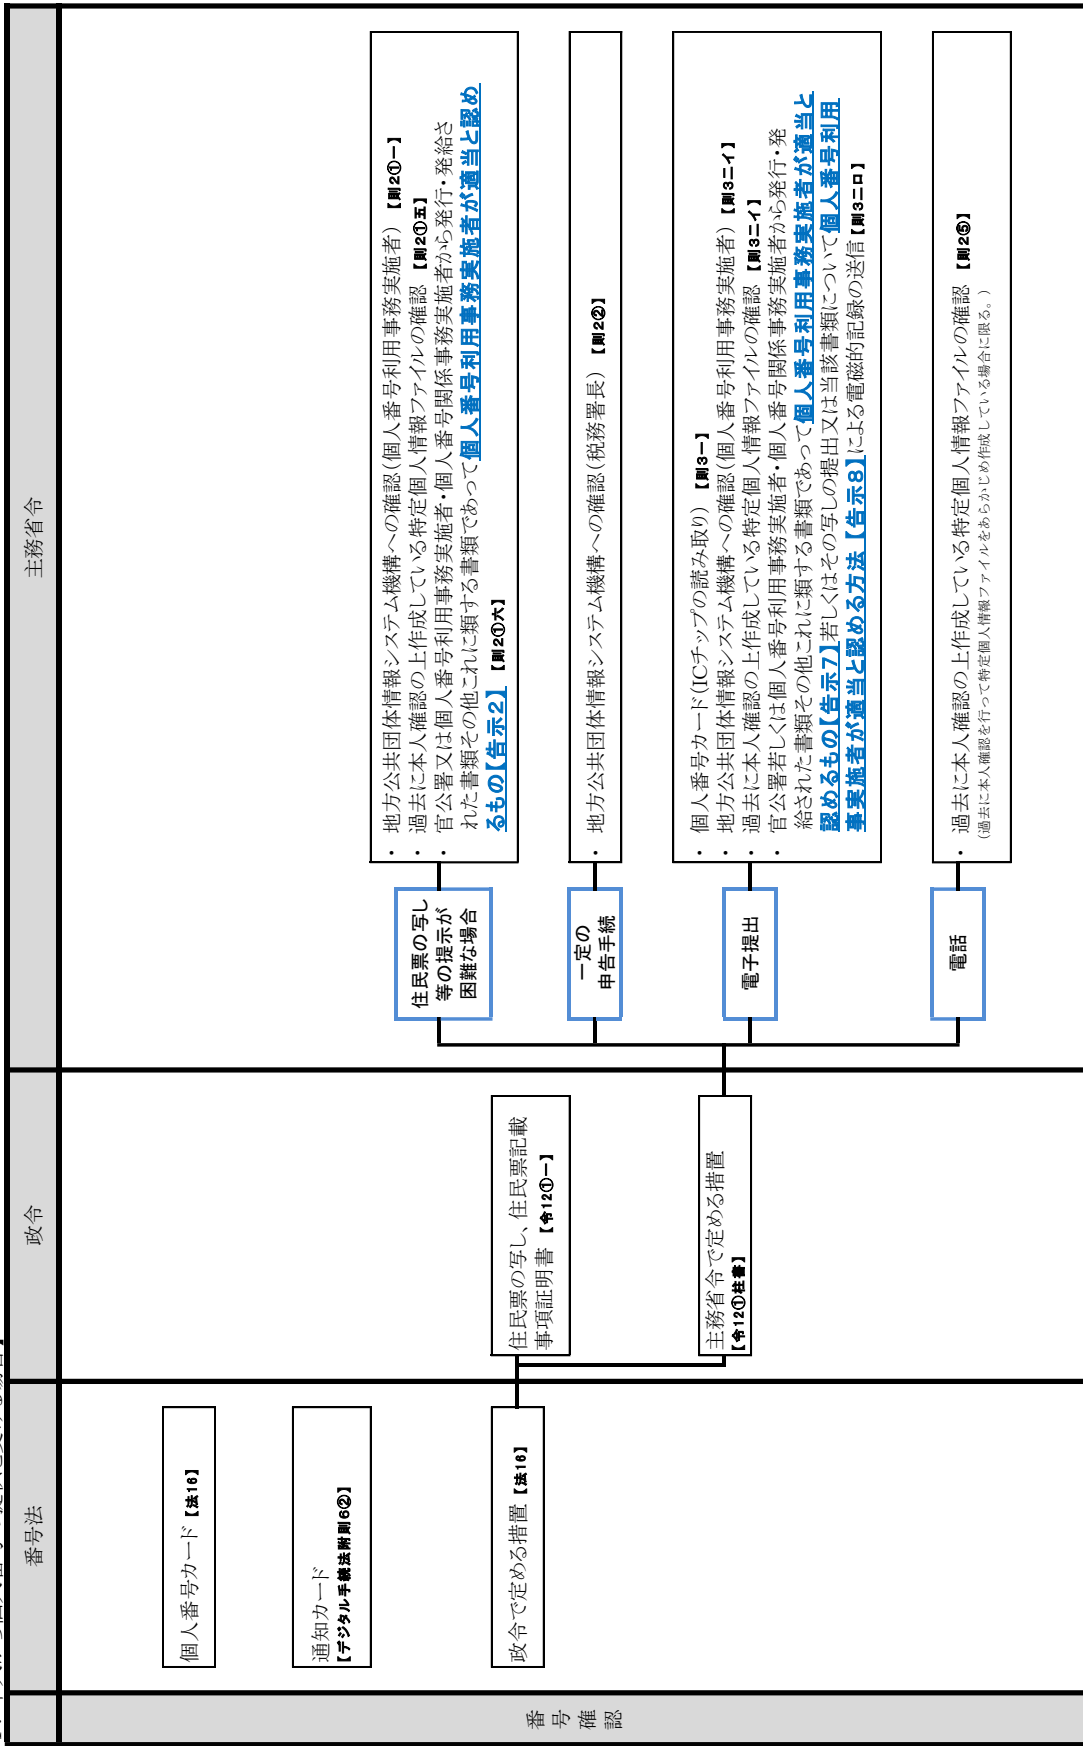 番号法
政令
主務省令
番号確認
個人番号カード【法16】
通知カード
【デジタル手続法附則6②】
政令で定める措置【法16】
住民票の写し、住民票記載
事項証明書【令12①一】
主務省令で定める措置
【令12①柱書】
住民票の写し
等の提示が
困難な場合
・ 地方公共団体情報システム機構への確認(個人番号利用事務実施者)【則2①一】
・ 過去に本人確認の上作成している特定個人情報ファイルの確認【則2①五】
・ 官公署又は個人番号利用事務実施者・個人番号関係事務実施者から発行・発給さ
れた書類その他これに類する書類であって個人番号利用事務実施者が適当と認め
るもの【告示2】【則2①六】
一定の
申告手続
・ 地方公共団体情報システム機構への確認(税務署長)【則2②】
電子提出
・ 個人番号カード(ICチップの読み取り)【則3一】
・ 地方公共団体情報システム機構への確認(個人番号利用事務実施者)【則3二イ】
・ 過去に本人確認の上作成している特定個人情報ファイルの確認【則3二イ】
・ 官公署若しくは個人番号利用事務実施者・個人番号関係事務実施者から発行・発
給された書類その他これに類する書類であって個人番号利用事務実施者が適当と
認めるもの【告示7】若しくはその写しの提出又は当該書類について個人番号利用
事実施者が適当と認める方法【告示8】による電磁的記録の送信【則3二ロ】
電話
・ 過去に本人確認の上作成している特定個人情報ファイルの確認【則2⑤】
(過去に本人確認を行って特定個人情報ファイルをあらかじめ作成している場合に限る。)